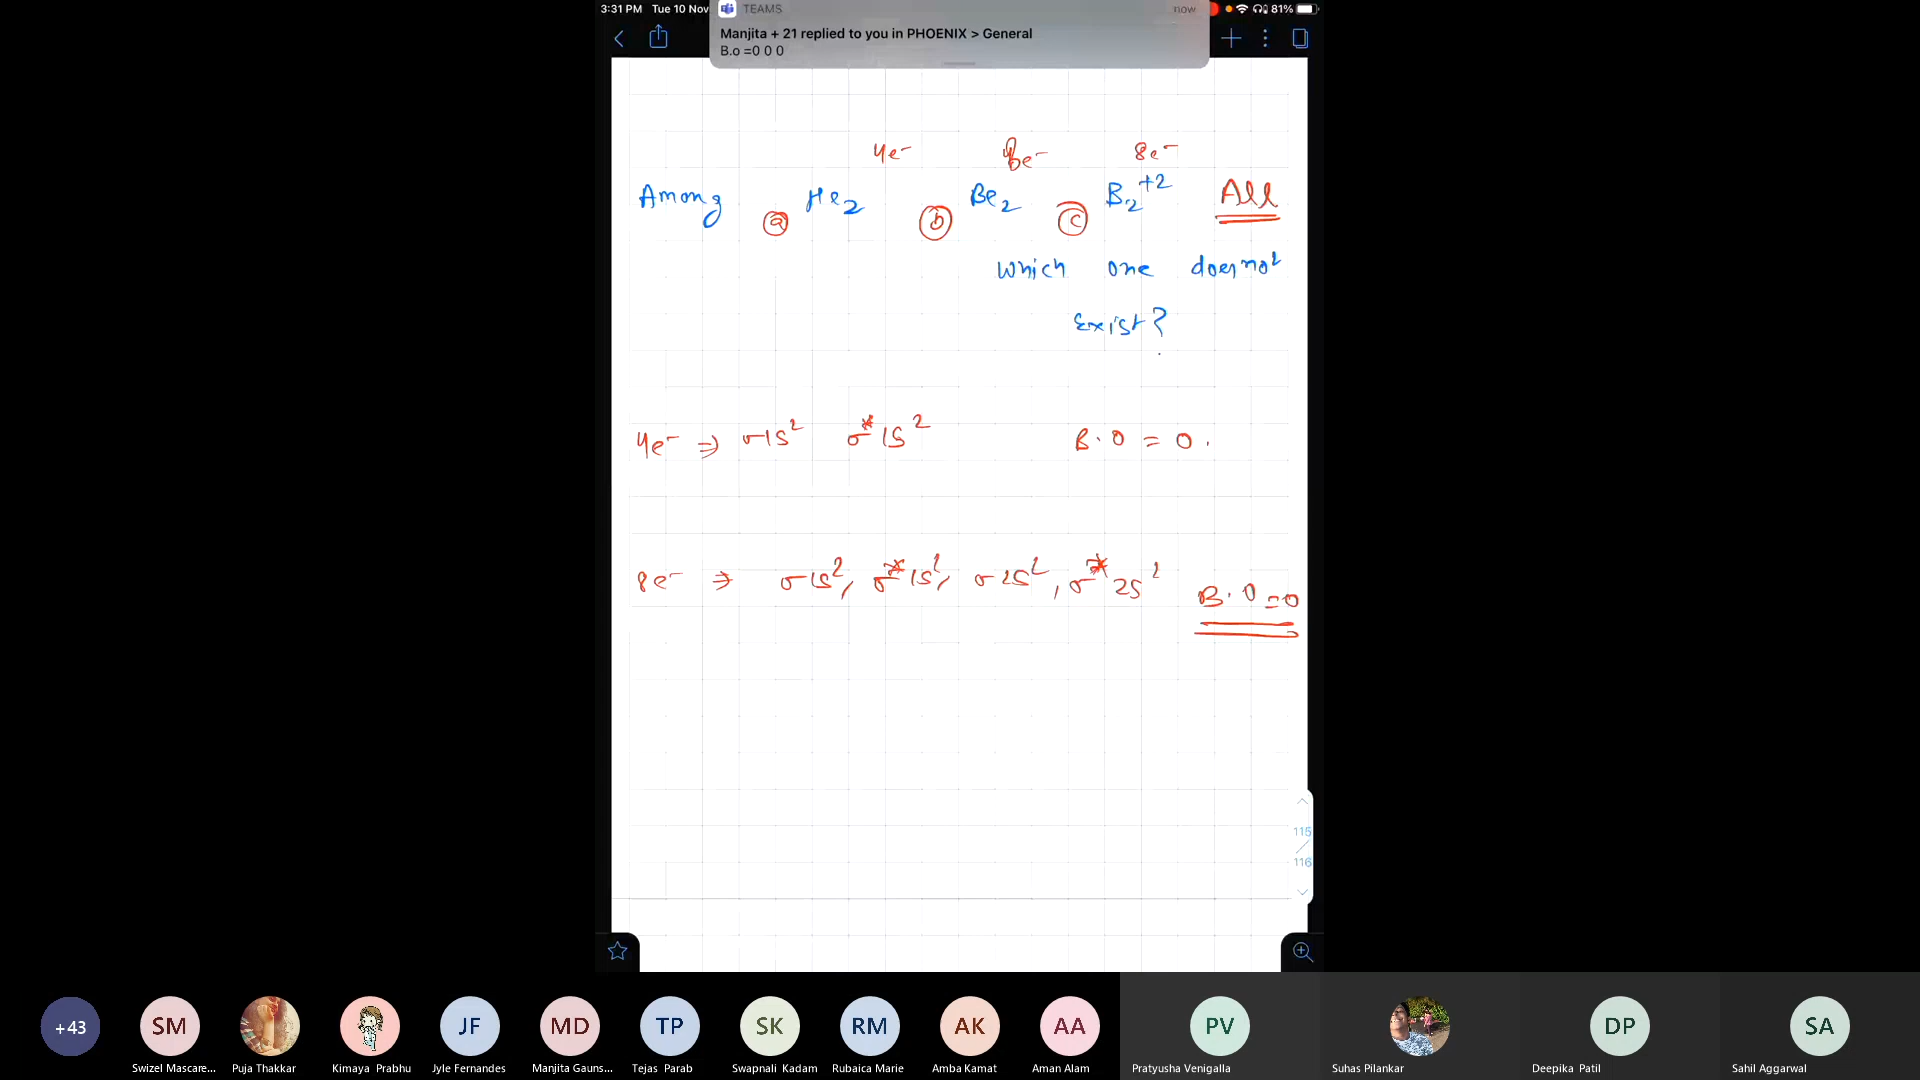 3:31 PM Tue 10 Nov
TEAMS
now
81%
Manjita + 21 replied to you in PHOENIX > General
B.o =0 0 0
4e⁻ 8e⁻ 8e⁻
Among ⓐ He₂ ⓑ Be₂ ⓒ B₂⁺² All
Which one does not
Exist?
4e⁻ ⇒ σ1s² σ*1s² B.O = 0.
8e⁻ ⇒ σ1s², σ*1s², σ2s², σ*2s² B.O=0
115
116
+43 SM JF MD TP SK RM AK AA PV DP SA
Swizel Mascare... Puja Thakkar Kimaya Prabhu Jyle Fernandes Manjita Gauns... Tejas Parab Swapnali Kadam Rubaica Marie Amba Kamat Aman Alam Pratyusha Venigalla Suhas Pilankar Deepika Patil Sahil Aggarwal